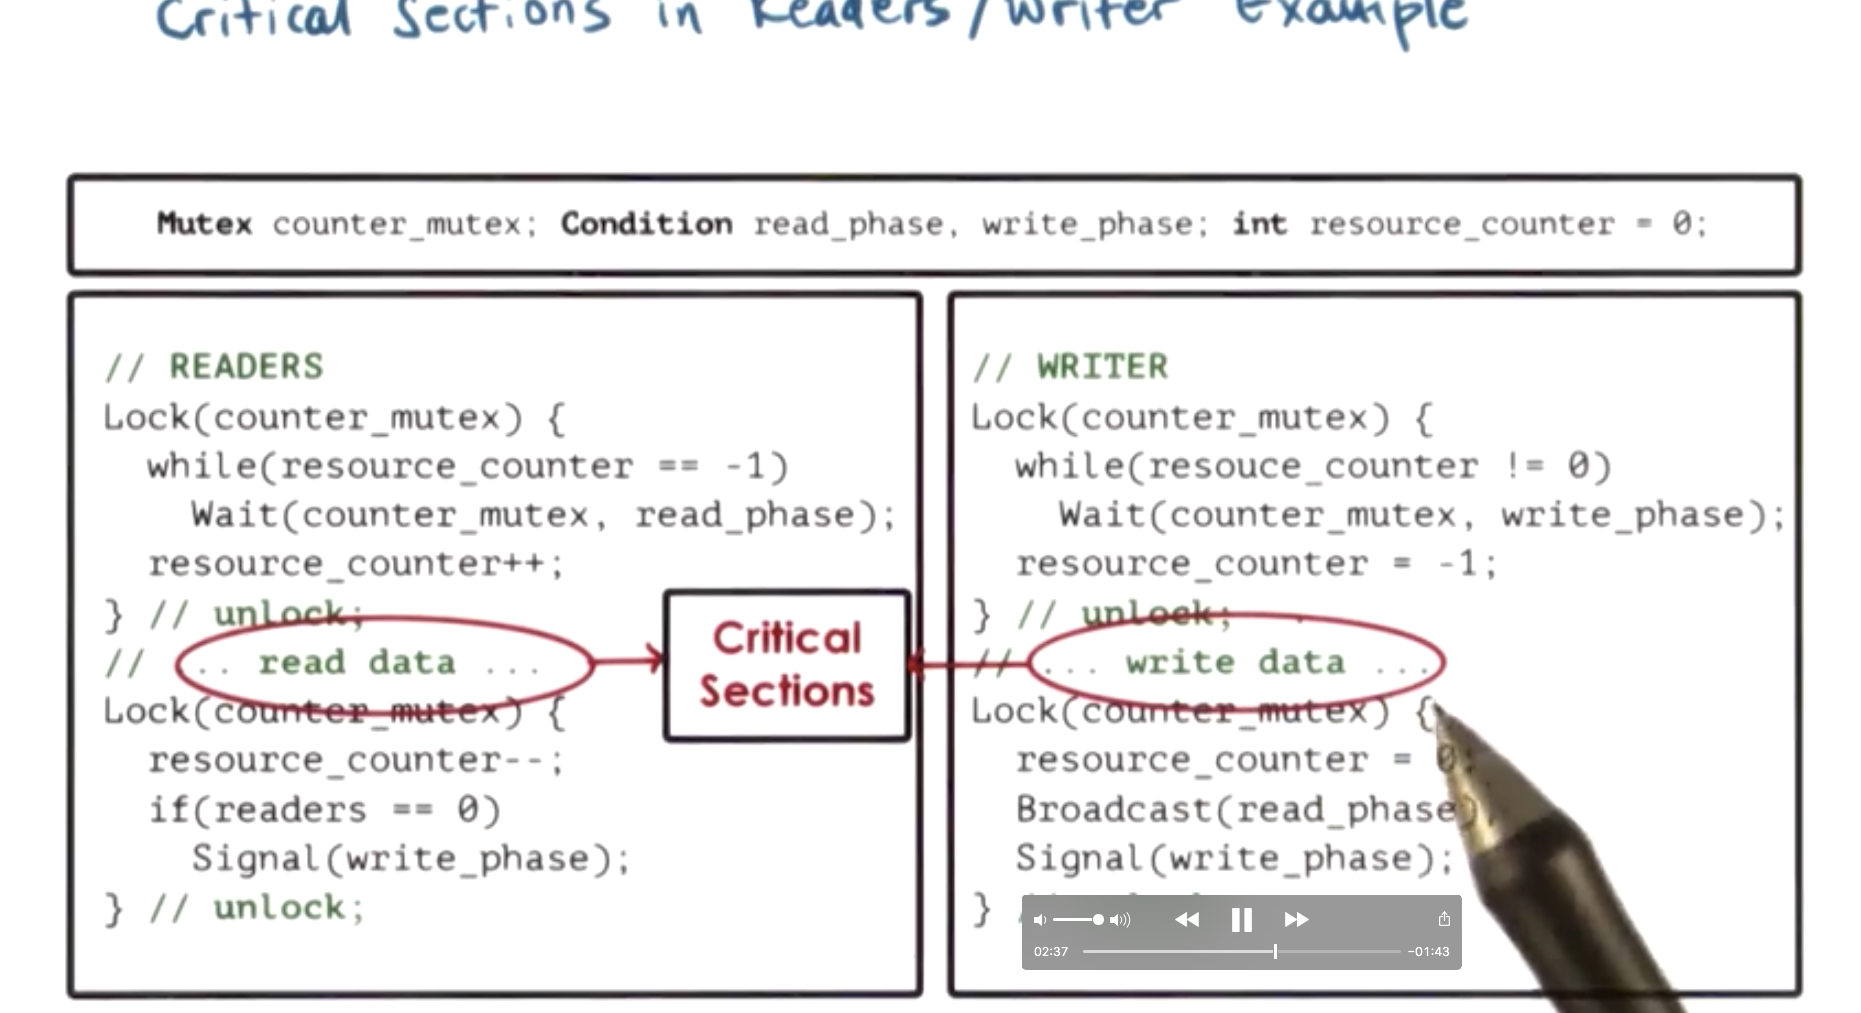 Critical Sections in Readers/Writer Example
Mutex counter_mutex; Condition read_phase, write_phase; int resource_counter = 0;
// READERS
Lock(counter_mutex) {
while(resource_counter == -1)
Wait(counter_mutex, read_phase);
resource_counter++;
} // unlock;
// ... read data ...
Lock(counter_mutex) {
resource_counter--;
if(readers == 0)
Signal(write_phase);
} // unlock;
Critical
Sections
// WRITER
Lock(counter_mutex) {
while(resouce_counter != 0)
Wait(counter_mutex, write_phase);
resource_counter = -1;
} // unlock;
// ... write data ...
Lock(counter_mutex) {
resource_counter = 0;
Broadcast(read_phase);
Signal(write_phase);
}
02:37
-01:43